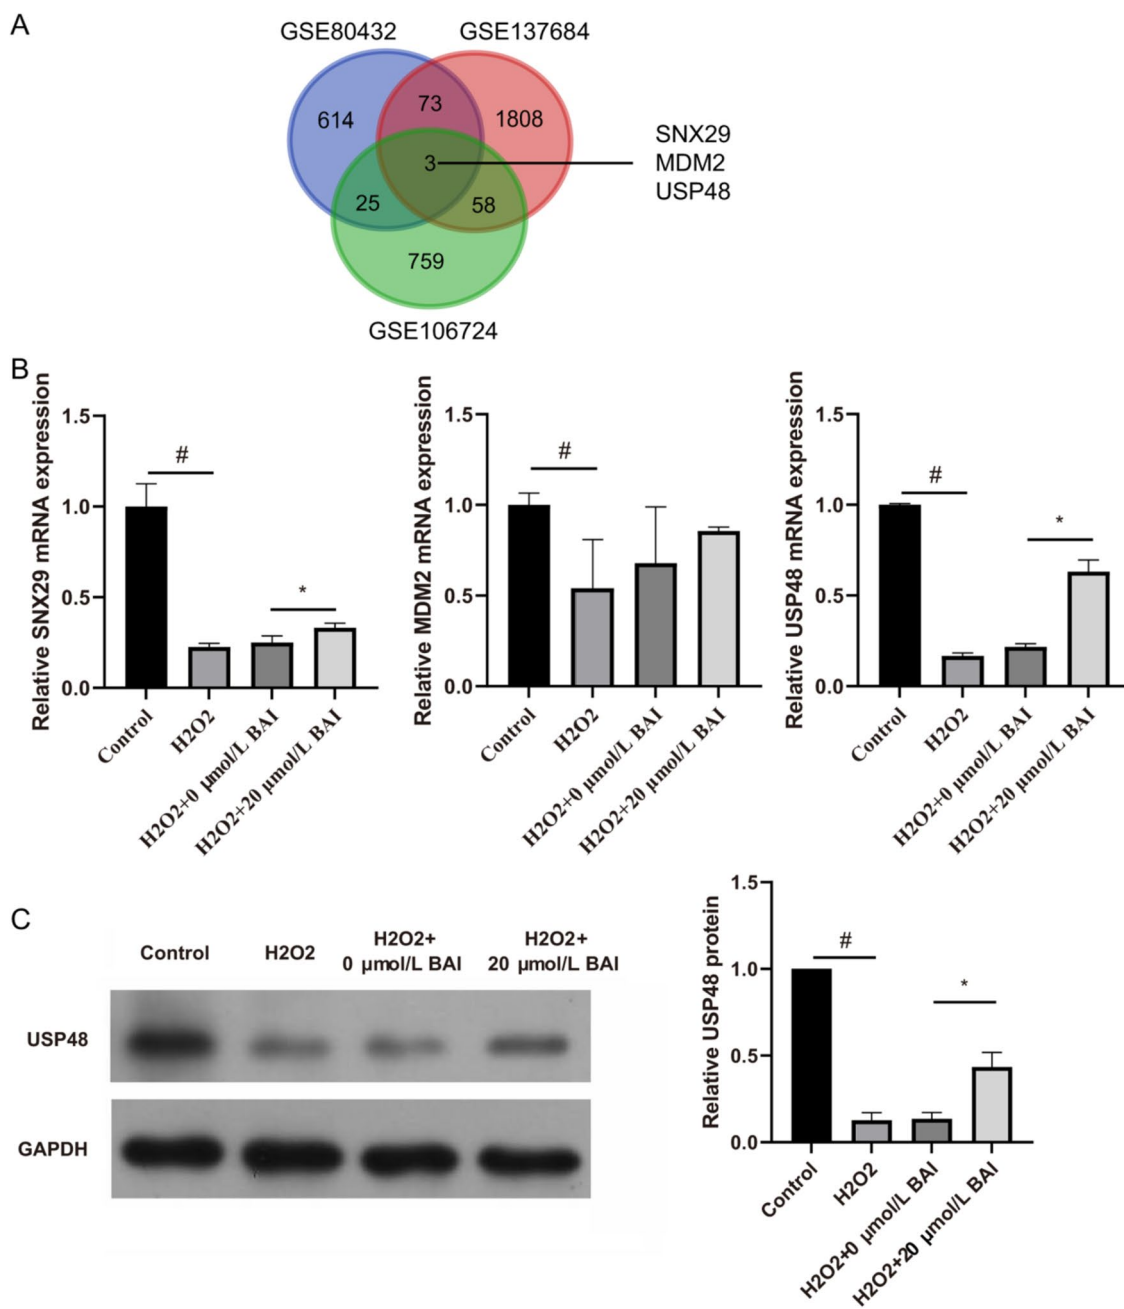 A
GSE80432 GSE137684
614 73 1808
3
25 58
759
SNX29
MDM2
USP48
GSE106724
B
Relative SNX29 mRNA expression
1.5
1.0
0.5
0.0
#
*
Control
H2O2
H2O2+0 μmol/L BAI
H2O2+20 μmol/L BAI
Relative MDM2 mRNA expression
1.5
1.0
0.5
0.0
#
Control
H2O2
H2O2+0 μmol/L BAI
H2O2+20 μmol/L BAI
Relative USP48 mRNA expression
1.5
1.0
0.5
0.0
#
*
Control
H2O2
H2O2+0 μmol/L BAI
H2O2+20 μmol/L BAI
C
Control
H2O2
H2O2+
0 μmol/L BAI
H2O2+
20 μmol/L BAI
USP48
GAPDH
Relative USP48 protein
1.5
1.0
0.5
0.0
#
*
Control
H2O2
H2O2+0 μmol/L BAI
H2O2+20 μmol/L BAI